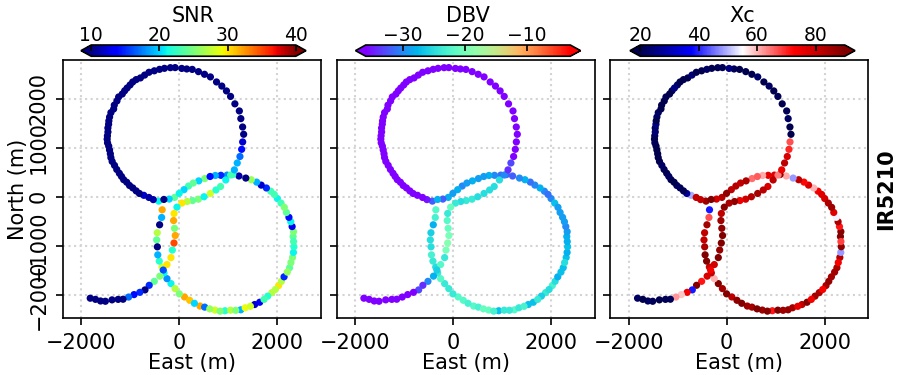 SNR DBV Xc
10 20 30 40 −30 −20 −10 20 40 60 80
North (m)
2000
1000
0
−1000
−2000
IR5210
−2000 0 2000 −2000 0 2000 −2000 0 2000
East (m) East (m) East (m)